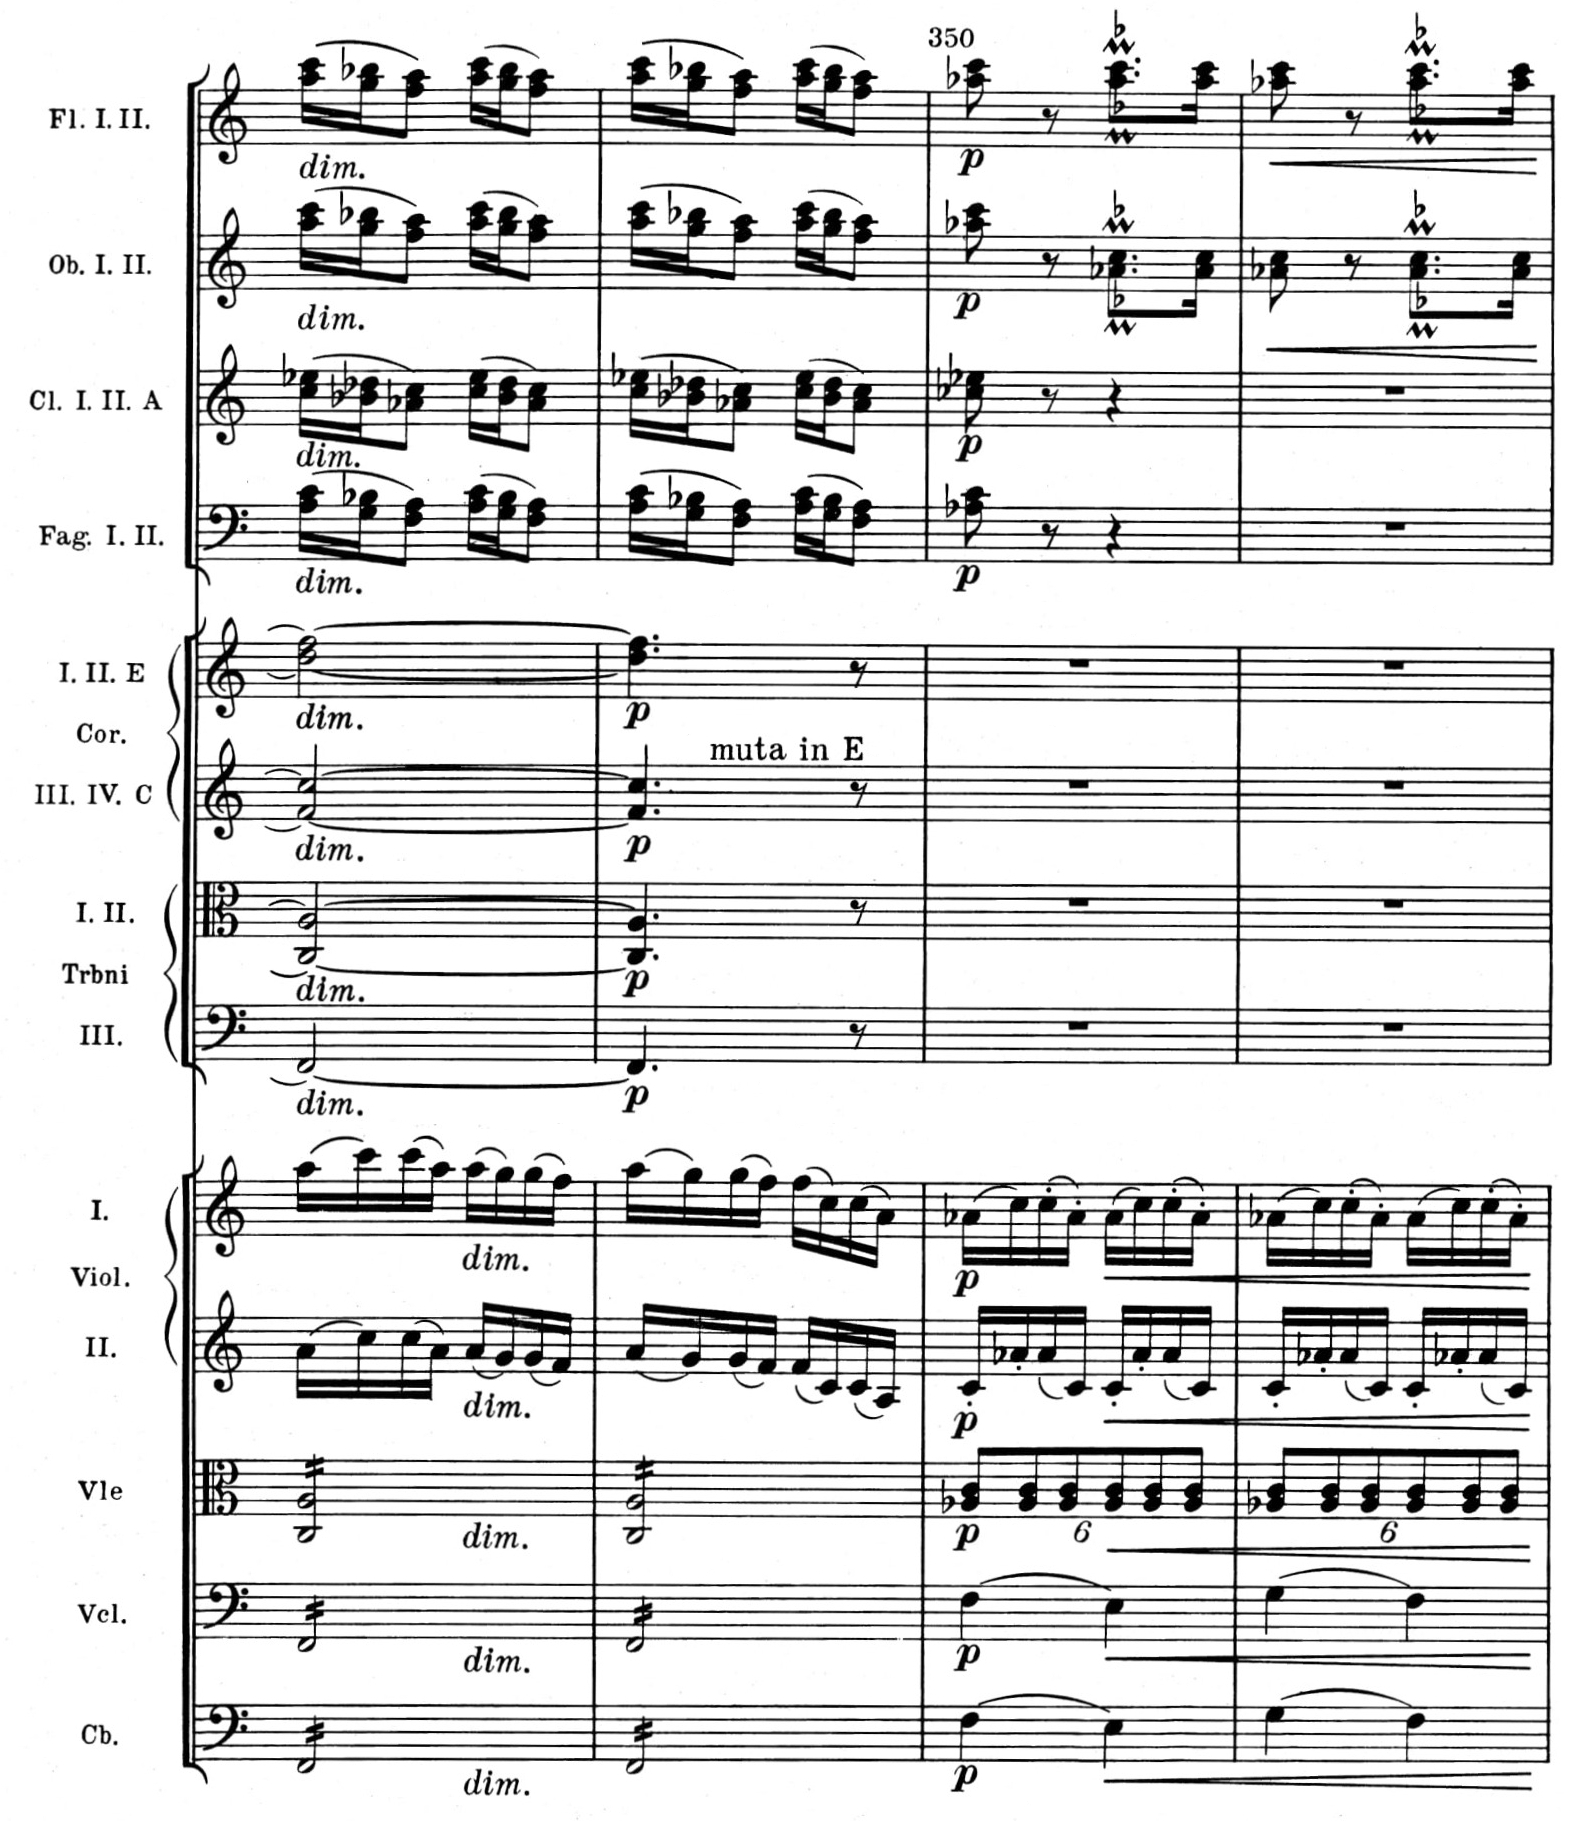 350
Fl. I. II.
dim.
p
Ob. I. II.
dim.
p
Cl. I. II. A
dim.
p
Fag. I. II.
dim.
p
I. II. E
dim.
p
Cor.
muta in E
III. IV. C
dim.
p
I. II.
dim.
p
Trbni
III.
dim.
p
I.
dim.
p
Viol.
II.
dim.
p
Vle
dim.
p
6
6
Vcl.
dim.
p
Cb.
dim.
p